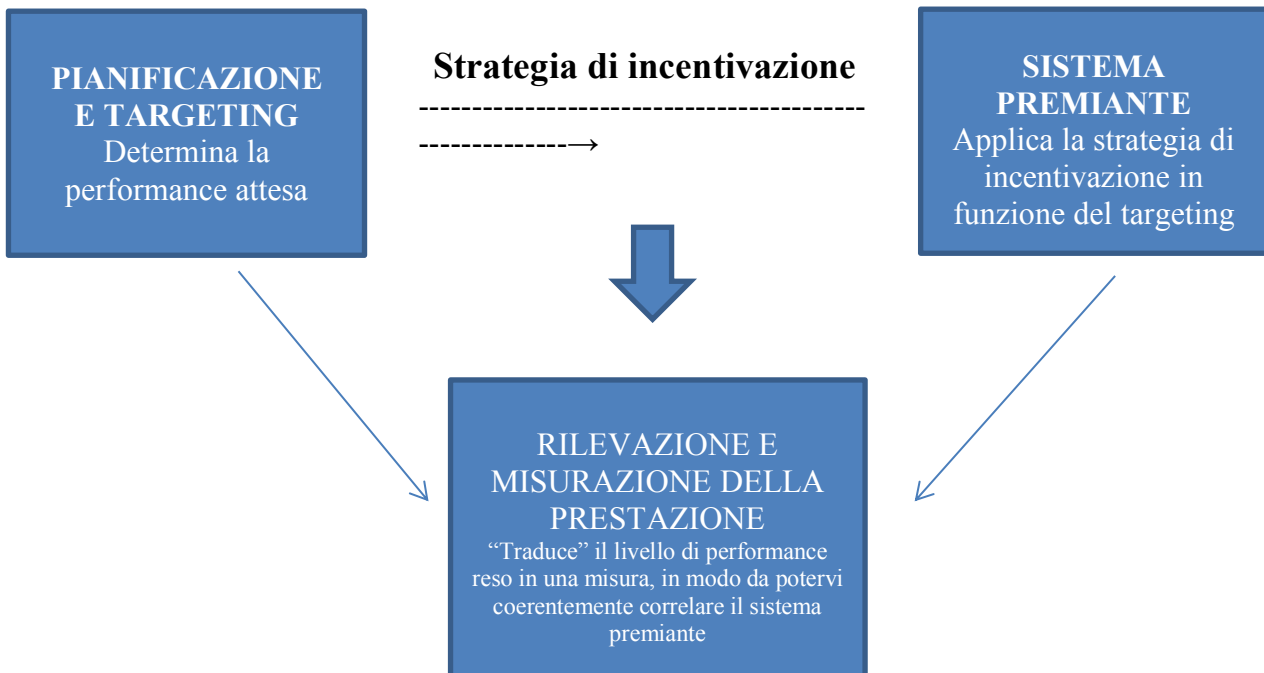 PIANIFICAZIONE
E TARGETING
Determina la
performance attesa
Strategia di incentivazione
------------------------------------------
--------------→
SISTEMA
PREMIANTE
Applica la strategia di
incentivazione in
funzione del targeting
RILEVAZIONE E
MISURAZIONE DELLA
PRESTAZIONE
“Traduce” il livello di performance
reso in una misura, in modo da potervi
coerentemente correlare il sistema
premiante